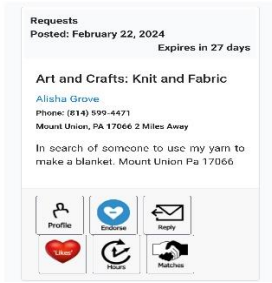 Requests
Posted: February 22, 2024
Expires in 27 days
Art and Crafts: Knit and Fabric
Alisha Grove
Phone: (814) 599-4471
Mount Union, PA 17066 2 Miles Away
In search of someone to use my yarn to
make a blanket. Mount Union Pa 17066
Profile
Endorse
Reply
"Likes"
Hours
Matches